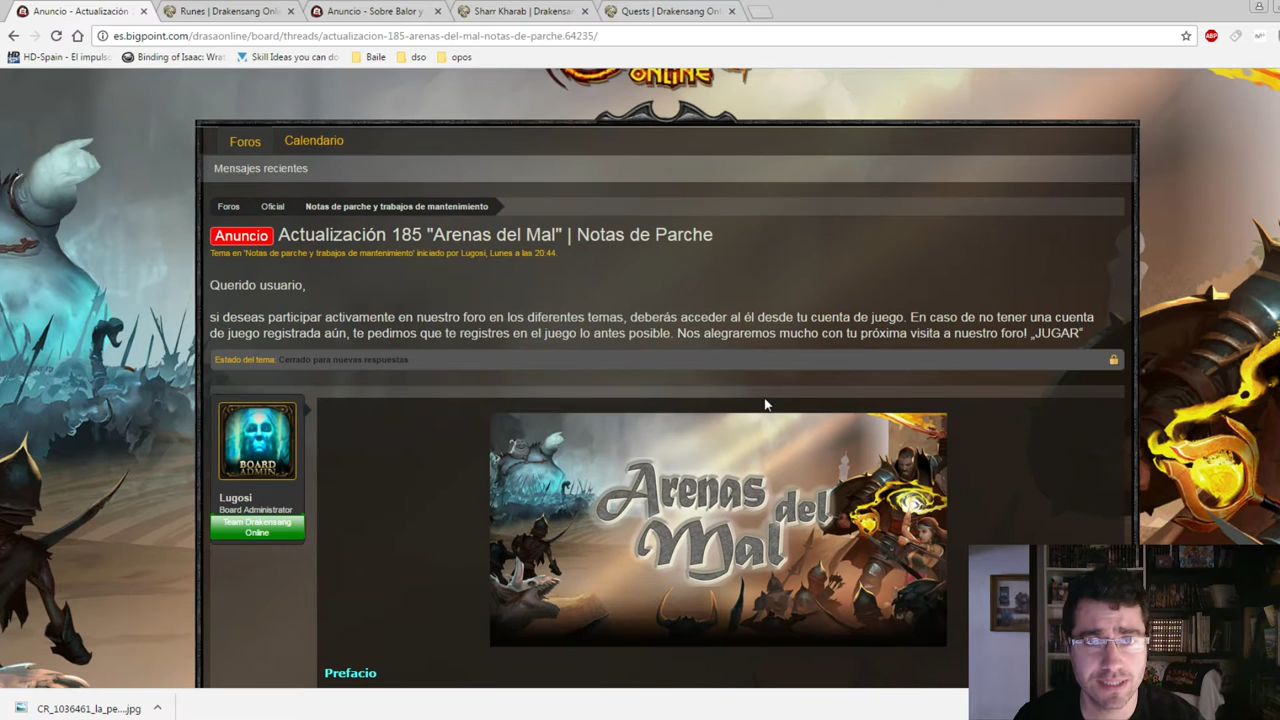 Anuncio - Actualización
Runes | Drakensang Onli
Anuncio - Sobre Balor y
Sharr Kharab | Drakensan
Quests | Drakensang Onl
es.bigpoint.com/drasaonline/board/threads/actualizacion-185-arenas-del-mal-notas-de-parche.64235/
ABP
HD-Spain - El impuls
Binding of Isaac: Wrat
Skill Ideas you can do
Baile
dso
opos
ONLINE
Foros
Calendario
Mensajes recientes
Foros
Oficial
Notas de parche y trabajos de mantenimiento
Anuncio Actualización 185 "Arenas del Mal" | Notas de Parche
Tema en 'Notas de parche y trabajos de mantenimiento' iniciado por Lugosi, Lunes a las 20:44.
Querido usuario,
si deseas participar activamente en nuestro foro en los diferentes temas, deberás acceder al él desde tu cuenta de juego. En caso de no tener una cuenta
de juego registrada aún, te pedimos que te registres en el juego lo antes posible. Nos alegraremos mucho con tu próxima visita a nuestro foro! „JUGAR“
Estado del tema: Cerrado para nuevas respuestas
BOARD
ADMIN
Lugosi
Board Administrator
Team Drakensang
Online
Arenas
del
Mal
Prefacio
CR_1036461_la_pe....jpg